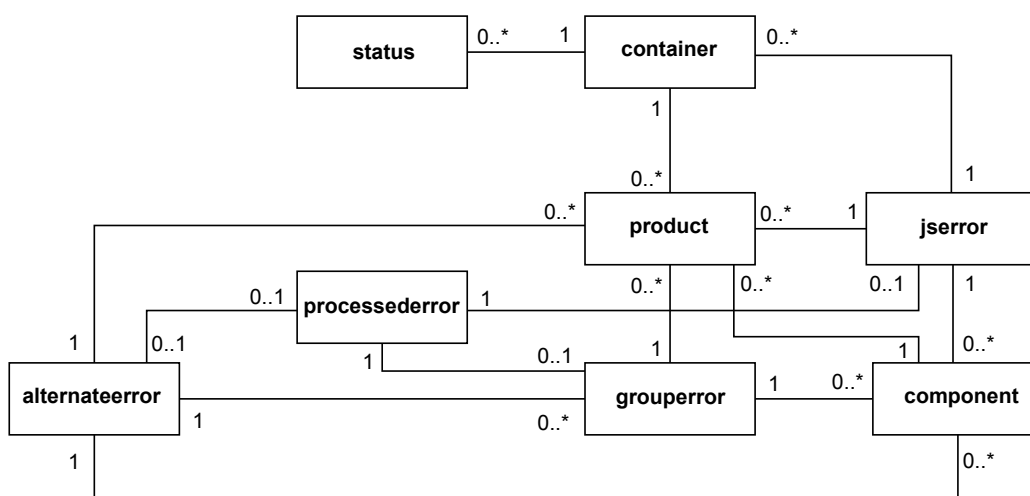 0..* 1 0..*
status container
1
1
0..*
0..* 0..* 1
product jserror
0..1 1 0..* 0..* 0..1 1
processederror
1 0..1 1 0..1 1 1 0..*
alternateerror grouperror 1 0..* component
1 0..*
1 0..*